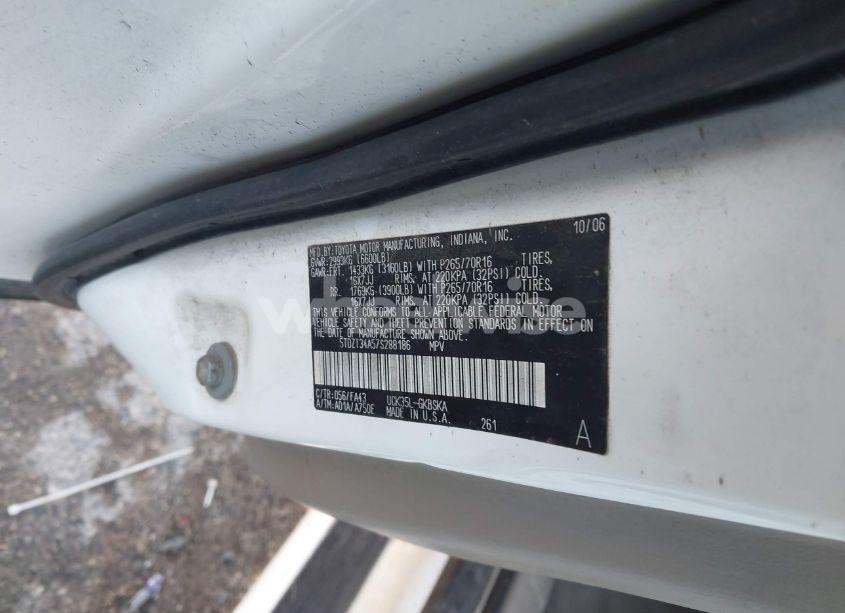 MFD.BY:TOYOTA MOTOR MANUFACTURING, INDIANA, INC. 10/06
GVWR:2993KG (6600LB)
GAWR:FRT. 1433KG (3160LB) WITH P265/70R16 TIRES,
16X7JJ RIMS, AT 220KPA (32PSI) COLD.
RR. 1769KG (3900LB) WITH P265/70R16 TIRES,
16X7JJ RIMS, AT 220KPA (32PSI) COLD.
THIS VEHICLE CONFORMS TO ALL APPLICABLE FEDERAL MOTOR
VEHICLE SAFETY AND THEFT PREVENTION STANDARDS IN EFFECT ON
THE DATE OF MANUFACTURE SHOWN ABOVE.
5TDZT34A57S288186 MPV
C/TR:056/FA43 UCK35L-GKBSKA
A/TM:A01A/A750E MADE IN U.S.A. 261 A
wheelwise